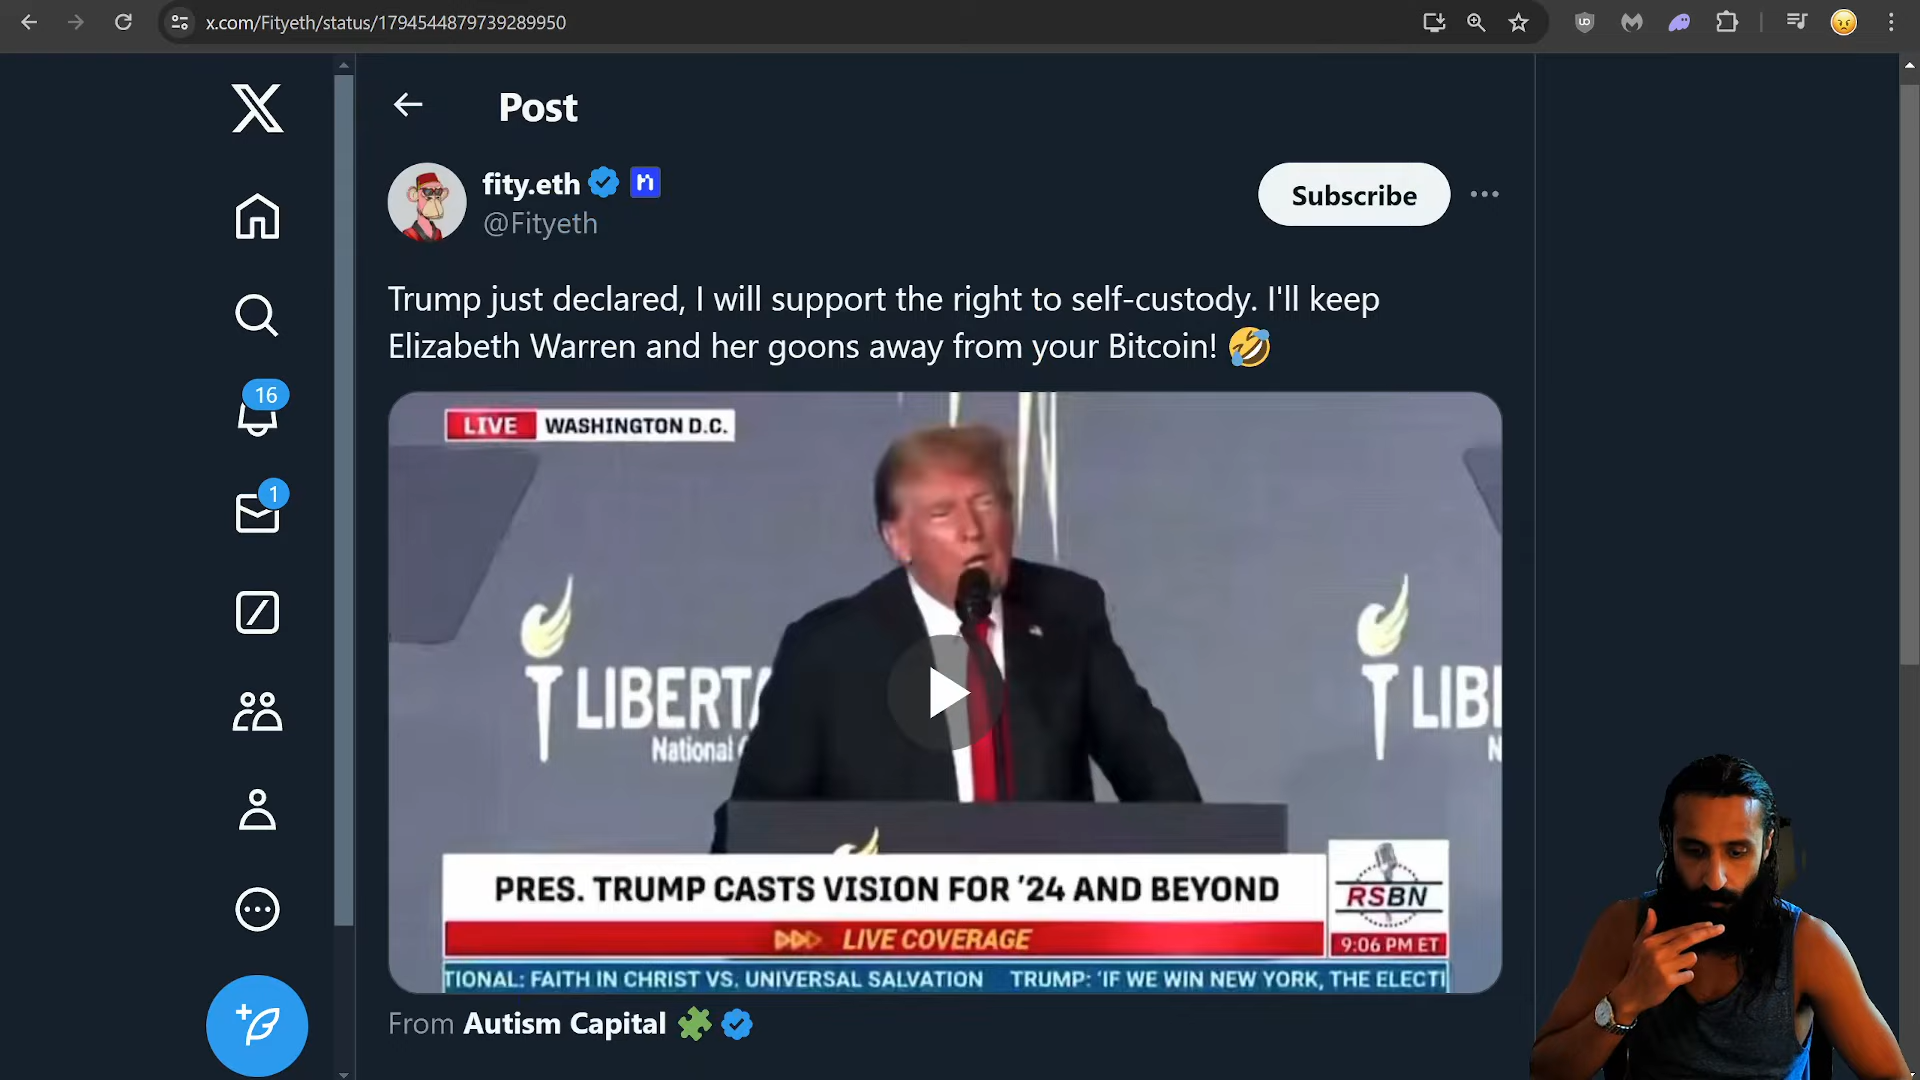 x.com/Fityeth/status/1794544879739289950
Post
fity.eth
@Fityeth
Subscribe
16
1
Trump just declared, I will support the right to self-custody. I'll keep
Elizabeth Warren and her goons away from your Bitcoin! 🤣
LIVE WASHINGTON D.C.
LIBERTA
National
LIB
N
PRES. TRUMP CASTS VISION FOR '24 AND BEYOND
RSBN
LIVE COVERAGE
9:06 PM ET
TIONAL: FAITH IN CHRIST VS. UNIVERSAL SALVATION TRUMP: 'IF WE WIN NEW YORK, THE ELECTI
From Autism Capital 🧩